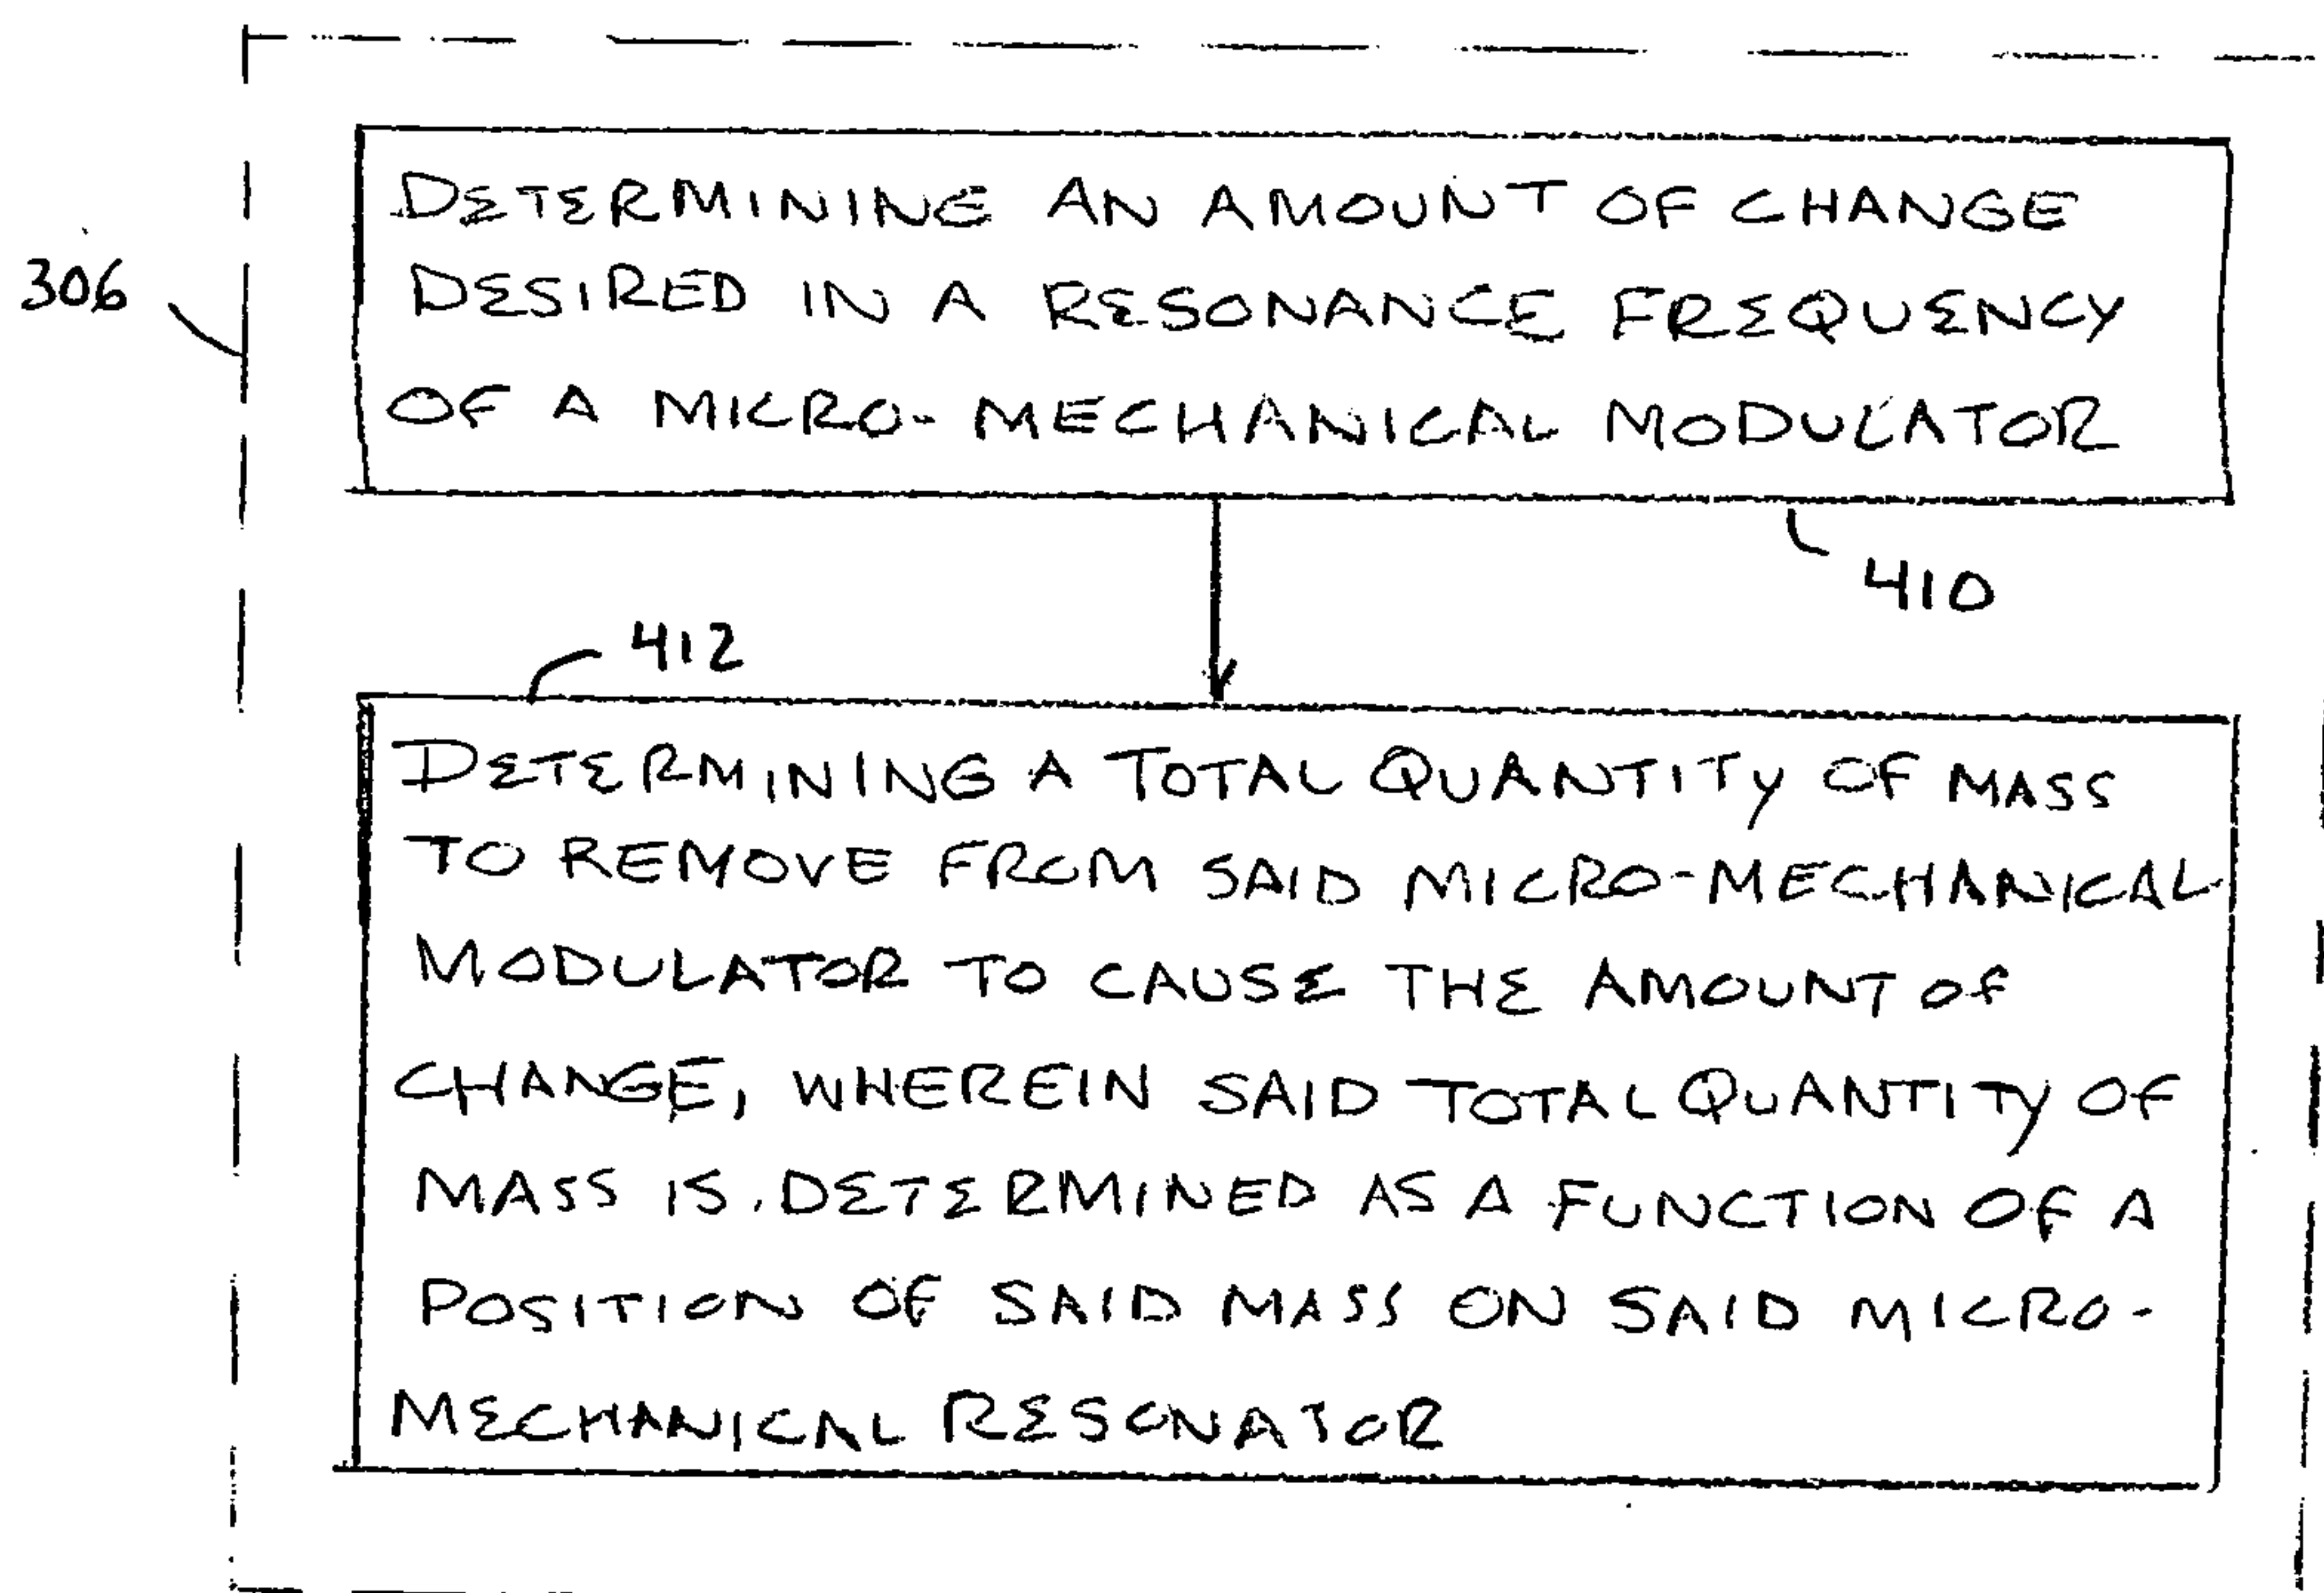 DETERMINING AN AMOUNT OF CHANGE
DESIRED IN A RESONANCE FREQUENCY
OF A MICRO-MECHANICAL MODULATOR
306
410
412
DETERMINING A TOTAL QUANTITY OF MASS
TO REMOVE FROM SAID MICRO-MECHANICAL
MODULATOR TO CAUSE THE AMOUNT OF
CHANGE, WHEREIN SAID TOTAL QUANTITY OF
MASS IS DETERMINED AS A FUNCTION OF A
POSITION OF SAID MASS ON SAID MICRO-
MECHANICAL RESONATOR